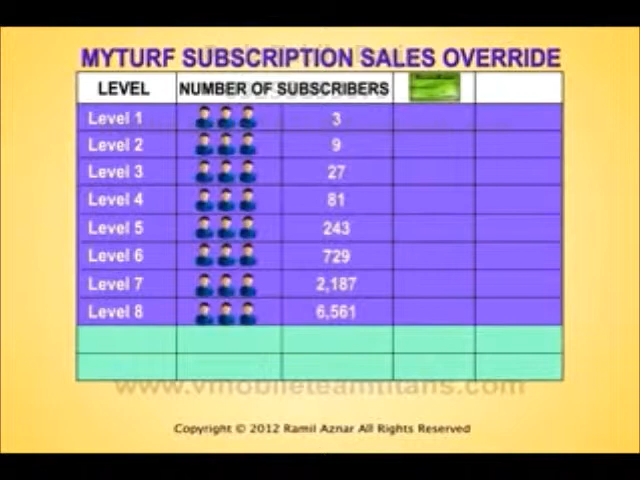 MYTURF SUBSCRIPTION SALES OVERRIDE
LEVEL NUMBER OF SUBSCRIBERS
Level 1 3
Level 2 9
Level 3 27
Level 4 81
Level 5 243
Level 6 729
Level 7 2,187
Level 8 6,561
www.vmobileteamtitans.com
Copyright © 2012 Ramil Aznar All Rights Reserved